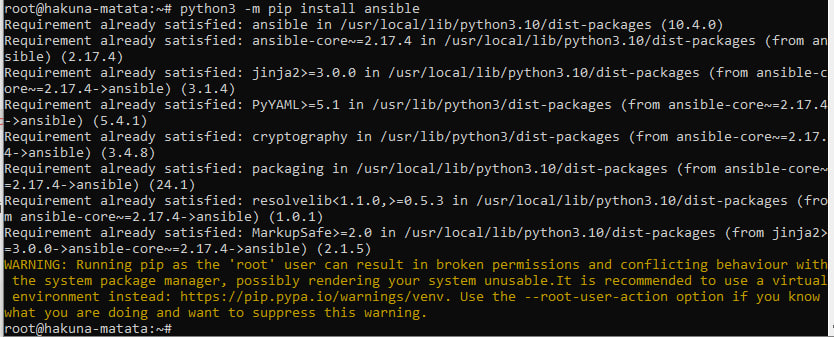 root@hakuna-matata:~# python3 -m pip install ansible
Requirement already satisfied: ansible in /usr/local/lib/python3.10/dist-packages (10.4.0)
Requirement already satisfied: ansible-core~=2.17.4 in /usr/local/lib/python3.10/dist-packages (from an
sible) (2.17.4)
Requirement already satisfied: jinja2>=3.0.0 in /usr/local/lib/python3.10/dist-packages (from ansible-c
ore~=2.17.4->ansible) (3.1.4)
Requirement already satisfied: PyYAML>=5.1 in /usr/lib/python3/dist-packages (from ansible-core~=2.17.4
->ansible) (5.4.1)
Requirement already satisfied: cryptography in /usr/lib/python3/dist-packages (from ansible-core~=2.17.
4->ansible) (3.4.8)
Requirement already satisfied: packaging in /usr/local/lib/python3.10/dist-packages (from ansible-core~
=2.17.4->ansible) (24.1)
Requirement already satisfied: resolvelib<1.1.0,>=0.5.3 in /usr/local/lib/python3.10/dist-packages (fro
m ansible-core~=2.17.4->ansible) (1.0.1)
Requirement already satisfied: MarkupSafe>=2.0 in /usr/local/lib/python3.10/dist-packages (from jinja2>
=3.0.0->ansible-core~=2.17.4->ansible) (2.1.5)
WARNING: Running pip as the 'root' user can result in broken permissions and conflicting behaviour with
 the system package manager, possibly rendering your system unusable.It is recommended to use a virtual
 environment instead: https://pip.pypa.io/warnings/venv. Use the --root-user-action option if you know
what you are doing and want to suppress this warning.
root@hakuna-matata:~#